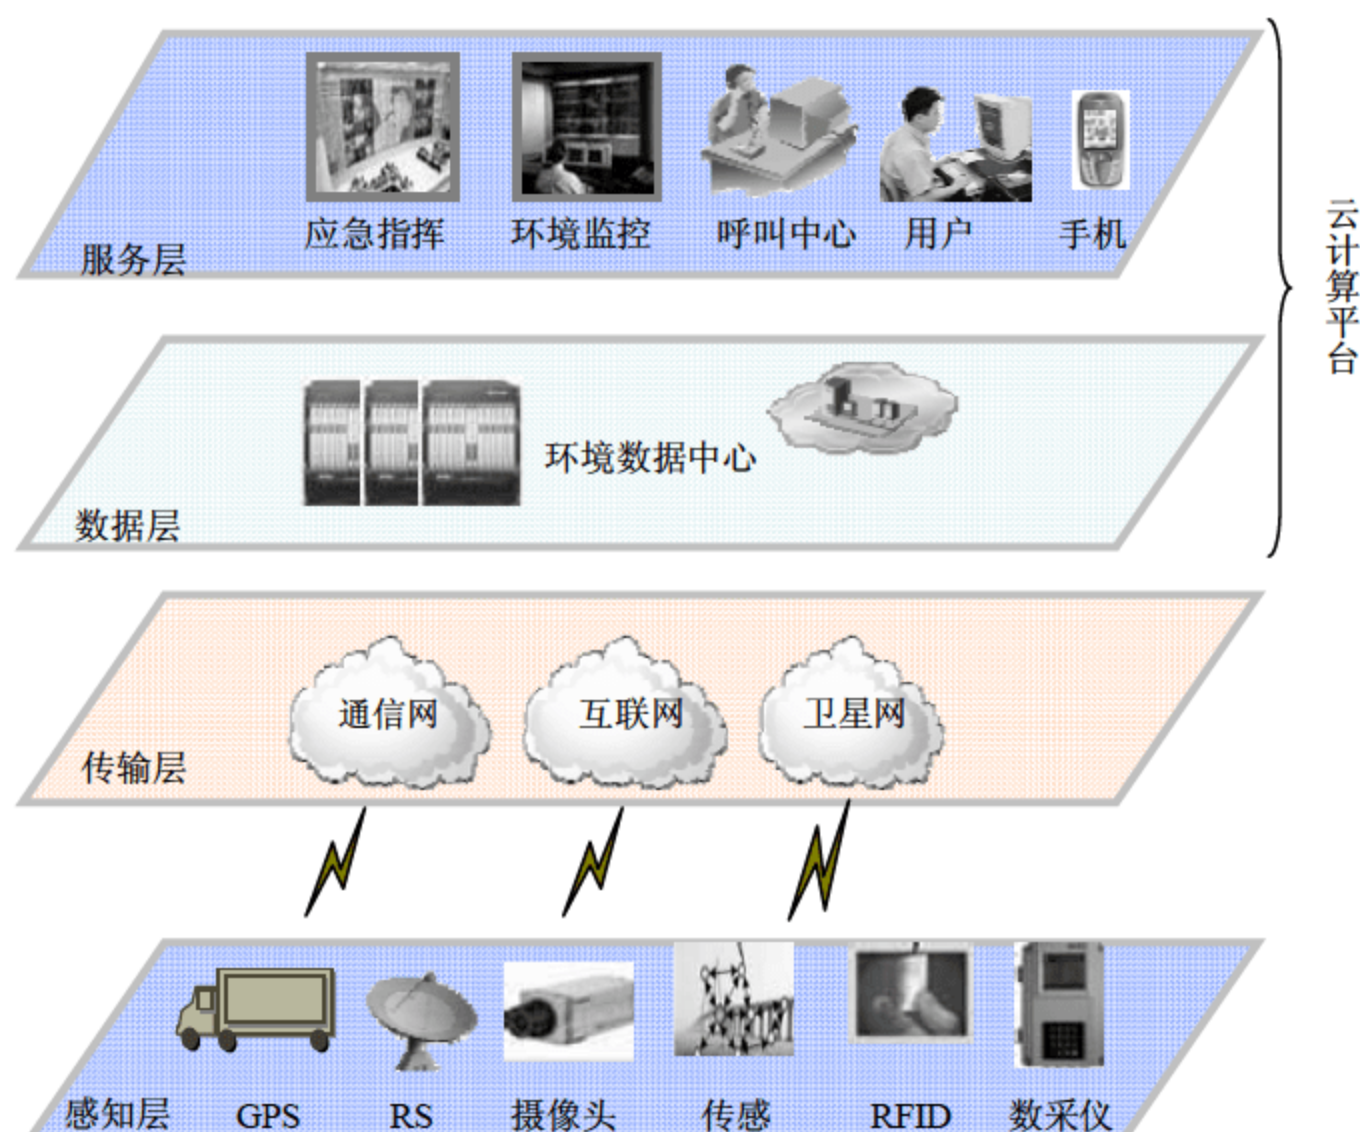 应急指挥 环境监控 呼叫中心 用户 手机
服务层
云计算平台
环境数据中心
数据层
通信网 互联网 卫星网
传输层
感知层 GPS RS 摄像头 传感 RFID 数采仪